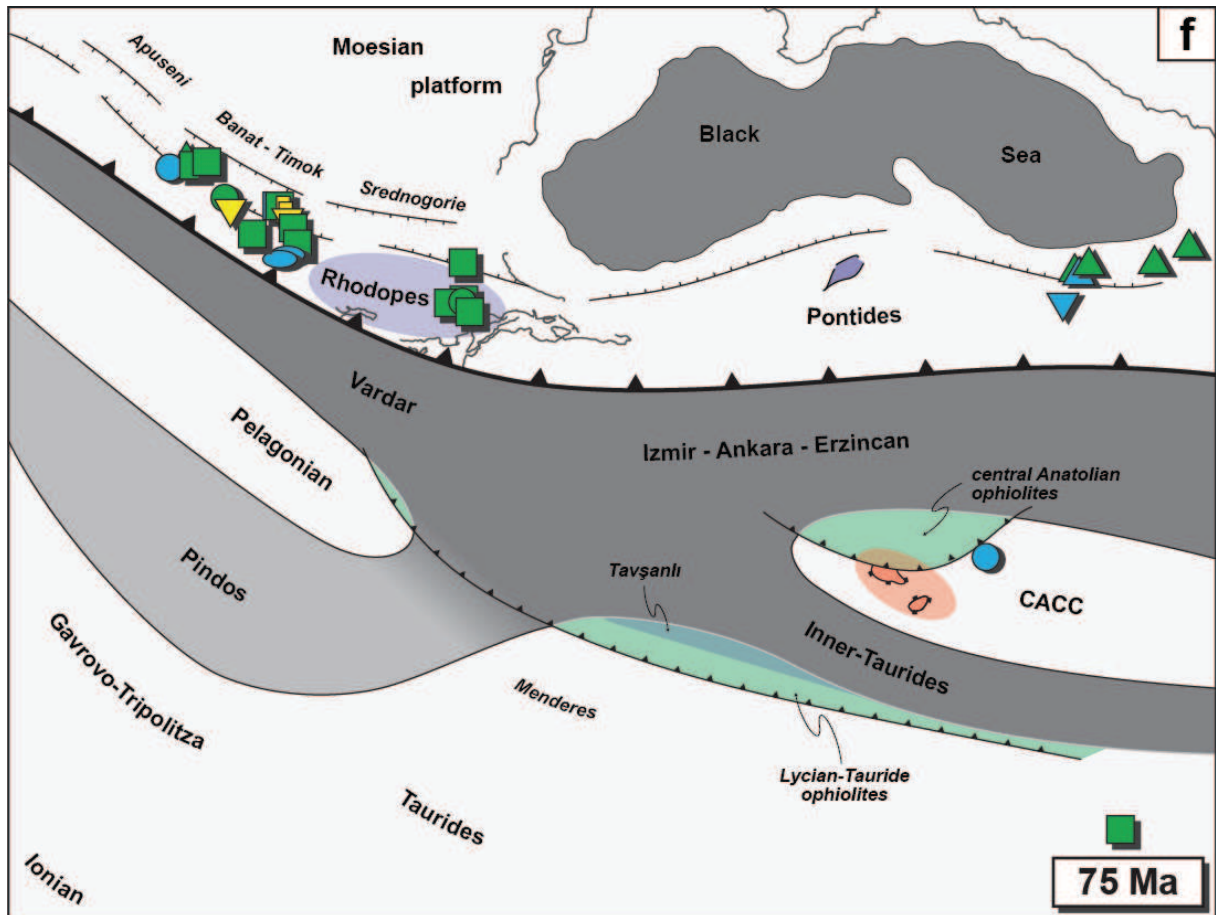 f
Apuseni
Moesian
platform
Banat - Timok
Black
Sea
Srednogorie
Rhodopes
Pontides
Vardar
Izmir - Ankara - Erzincan
Pelagonian
central Anatolian
ophiolites
Pindos
Tavşanlı
CACC
Inner-Taurides
Gavrovo-Tripolitza
Menderes
Lycian-Tauride
ophiolites
Taurides
Ionian
75 Ma